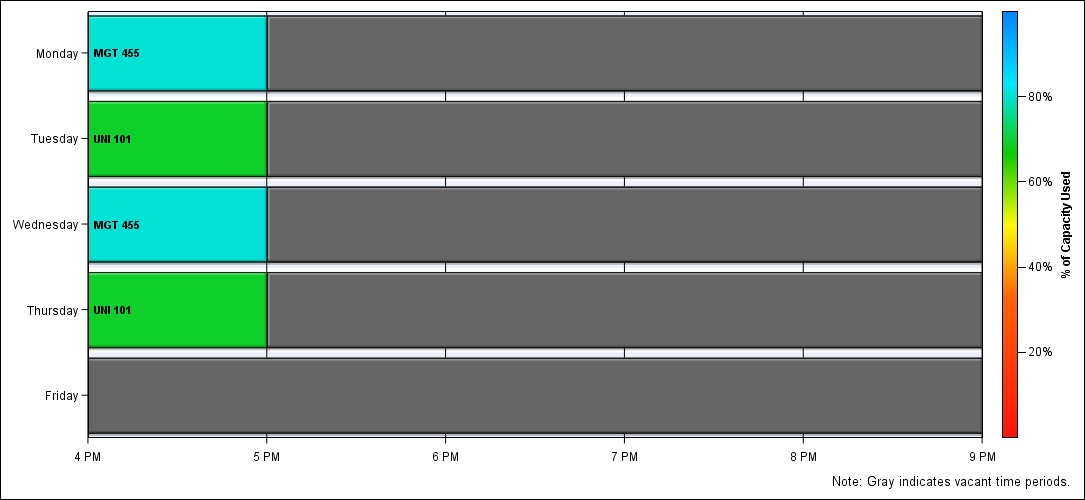 Monday
MGT 455
Tuesday
UNI 101
Wednesday
MGT 455
Thursday
UNI 101
Friday
4 PM
5 PM
6 PM
7 PM
8 PM
9 PM
80%
60%
40%
20%
% of Capacity Used
Note: Gray indicates vacant time periods.